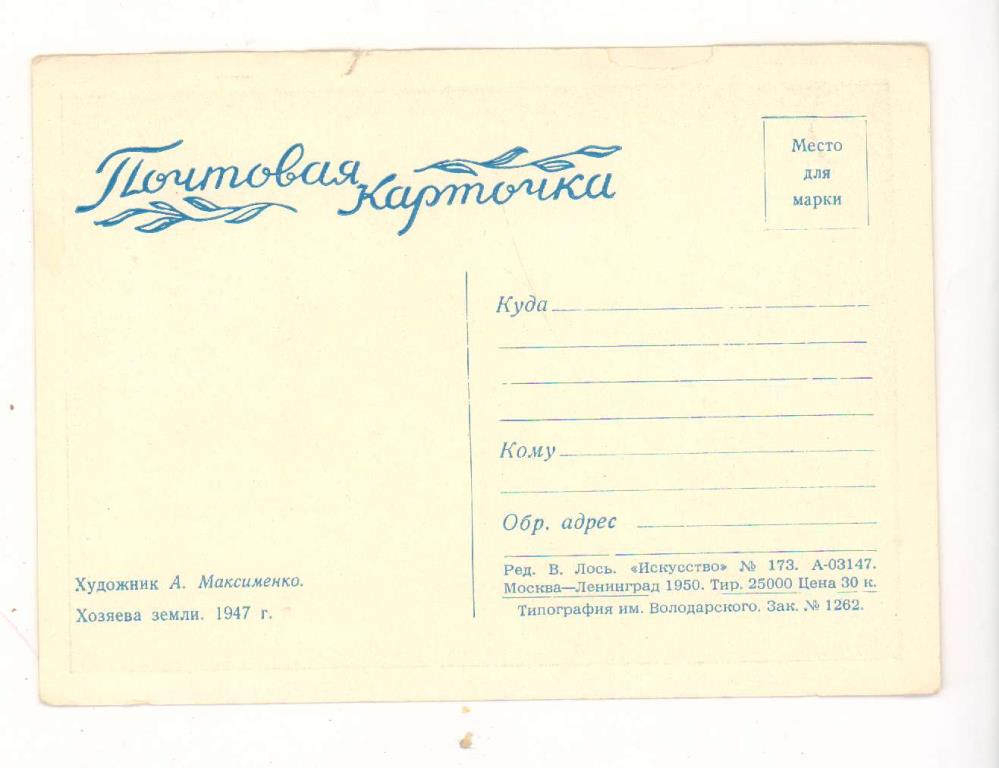 Почтовая карточка
Место
для
марки
Куда
Кому
Обр. адрес
Художник А. Максименко.
Хозяева земли. 1947 г.
Ред. В. Лось. «Искусство» № 173. А-03147.
Москва—Ленинград 1950. Тир. 25000 Цена 30 к.
Типография им. Володарского. Зак. № 1262.